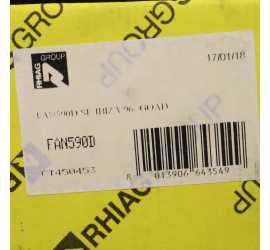 GROUP
RHIAG
17/01/18
FAN590D SE IBIZA 96 GOAD
FAN590D
CT450453
8 013906 643549
RHIAG
GROUP